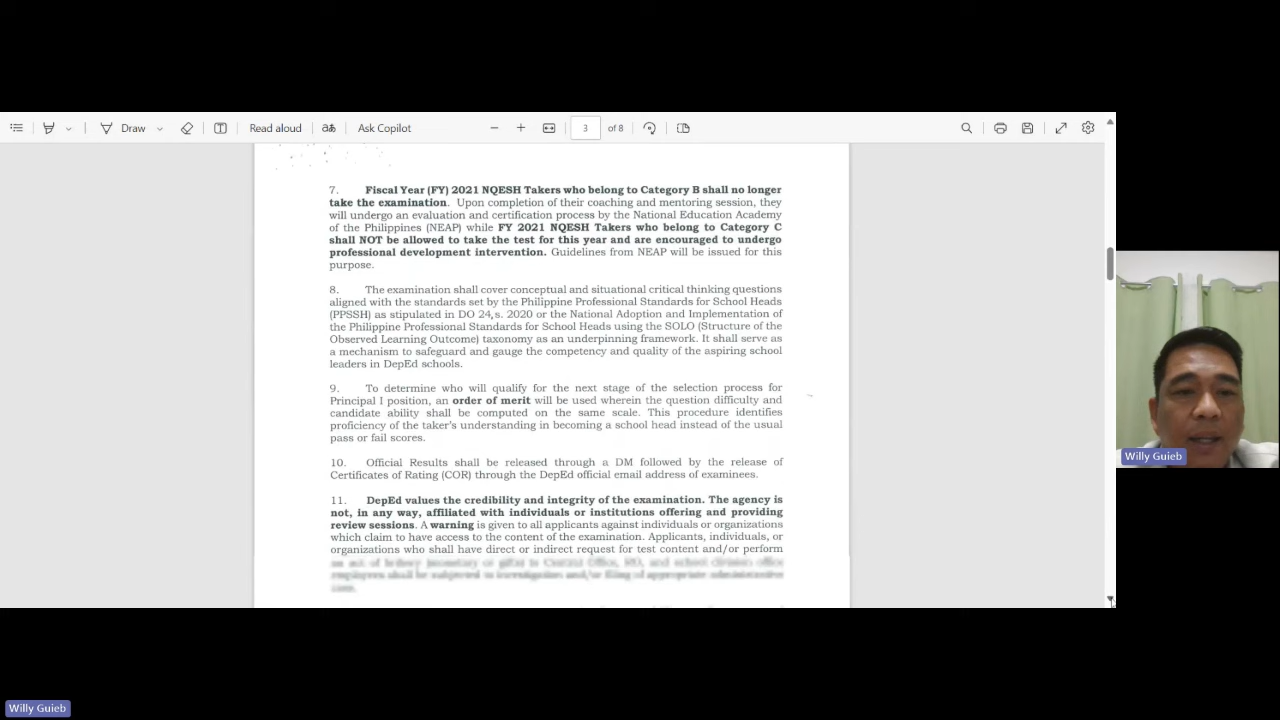 Draw
Read aloud
Ask Copilot
3
of 8
7. Fiscal Year (FY) 2021 NQESH Takers who belong to Category B shall no longer
take the examination. Upon completion of their coaching and mentoring session, they
will undergo an evaluation and certification process by the National Education Academy
of the Philippines (NEAP) while FY 2021 NQESH Takers who belong to Category C
shall NOT be allowed to take the test for this year and are encouraged to undergo
professional development intervention. Guidelines from NEAP will be issued for this
purpose.
8. The examination shall cover conceptual and situational critical thinking questions
aligned with the standards set by the Philippine Professional Standards for School Heads
(PPSSH) as stipulated in DO 24, s. 2020 or the National Adoption and Implementation of
the Philippine Professional Standards for School Heads using the SOLO (Structure of the
Observed Learning Outcome) taxonomy as an underpinning framework. It shall serve as
a mechanism to safeguard and gauge the competency and quality of the aspiring school
leaders in DepEd schools.
9. To determine who will qualify for the next stage of the selection process for
Principal I position, an order of merit will be used wherein the question difficulty and
candidate ability shall be computed on the same scale. This procedure identifies
proficiency of the taker's understanding in becoming a school head instead of the usual
pass or fail scores.
10. Official Results shall be released through a DM followed by the release of
Certificates of Rating (COR) through the DepEd official email address of examinees.
11. DepEd values the credibility and integrity of the examination. The agency is
not, in any way, affiliated with individuals or institutions offering and providing
review sessions. A warning is given to all applicants against individuals or organizations
which claim to have access to the content of the examination. Applicants, individuals, or
organizations who shall have direct or indirect request for test content and/or perform
Willy Guieb
Willy Guieb